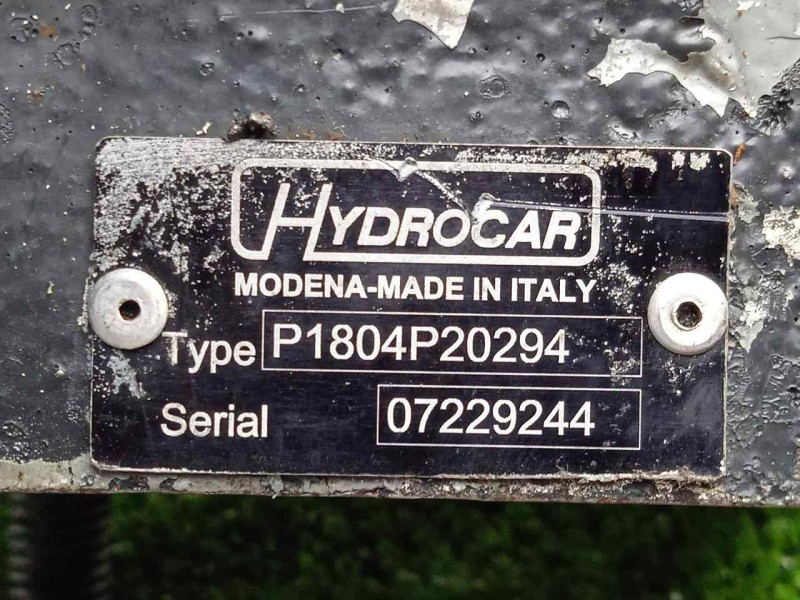 HYDROCAR
MODENA-MADE IN ITALY
Type P1804P20294
Serial 07229244